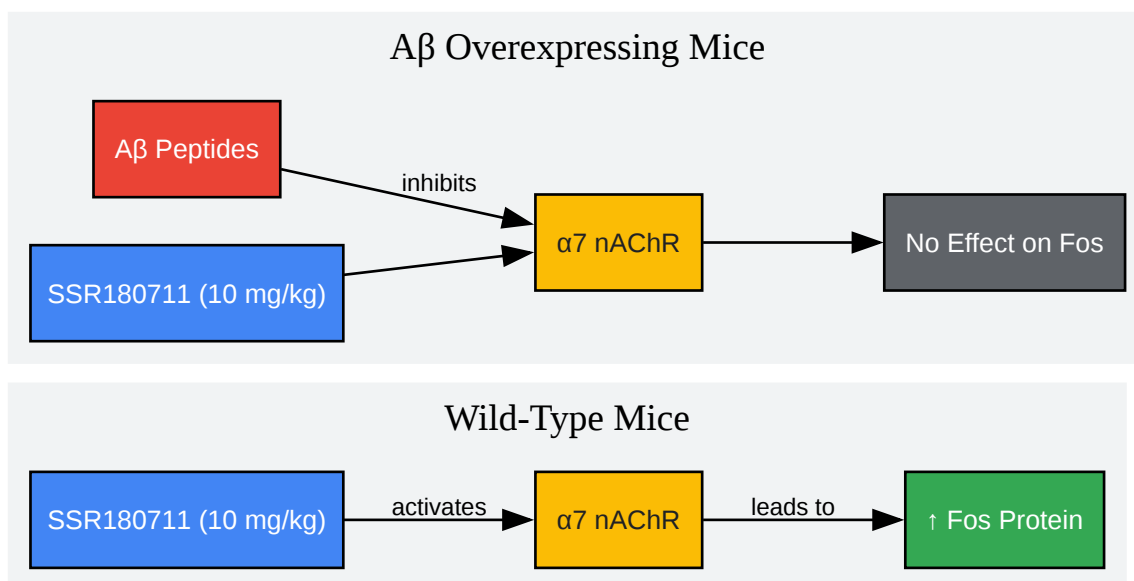 Aβ Overexpressing Mice
Aβ Peptides
inhibits
α7 nAChR
No Effect on Fos
SSR180711 (10 mg/kg)
Wild-Type Mice
SSR180711 (10 mg/kg)
activates
α7 nAChR
leads to
↑ Fos Protein